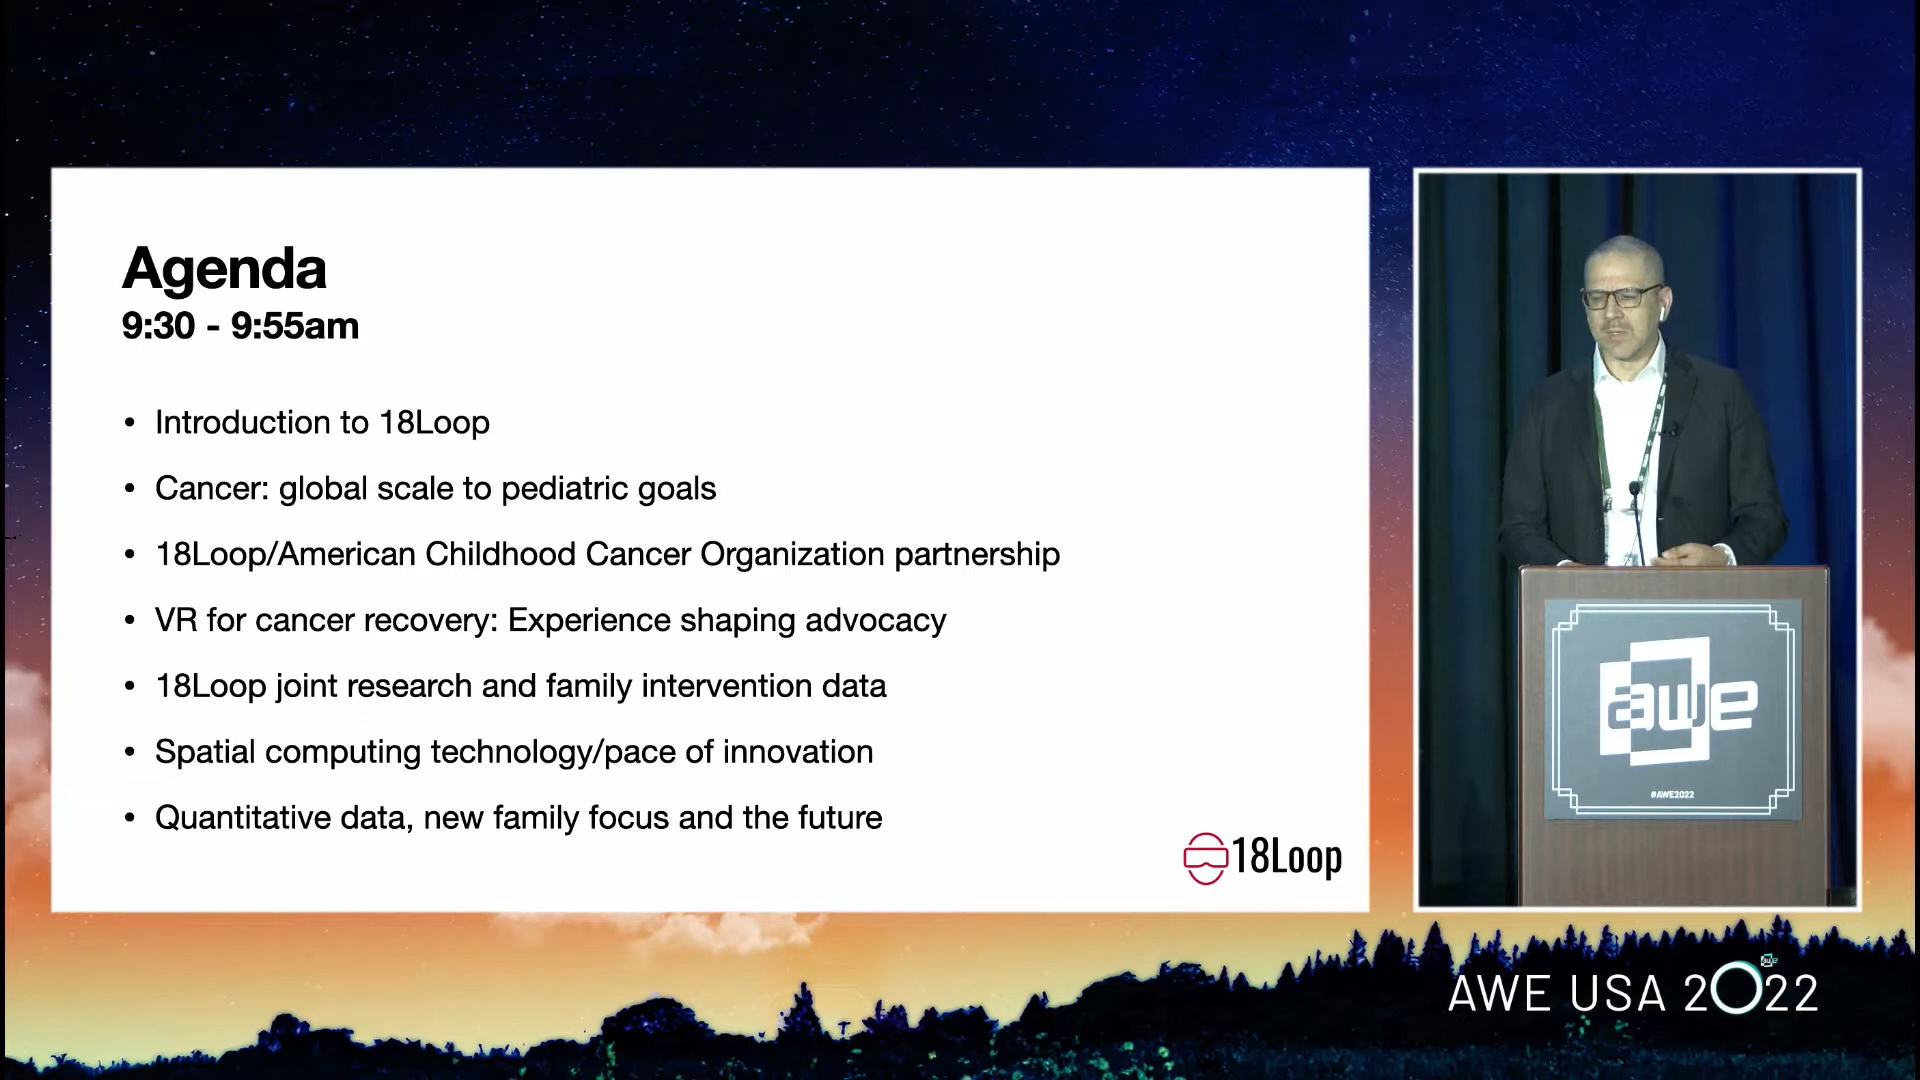 Agenda
9:30 - 9:55am
• Introduction to 18Loop
• Cancer: global scale to pediatric goals
• 18Loop/American Childhood Cancer Organization partnership
• VR for cancer recovery: Experience shaping advocacy
• 18Loop joint research and family intervention data
• Spatial computing technology/pace of innovation
• Quantitative data, new family focus and the future
18Loop
awe
#AWE2022
awe
AWE USA 2022